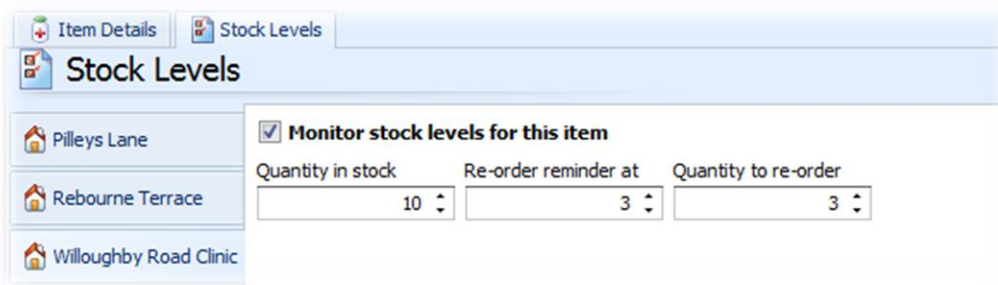 Item Details
Stock Levels
Stock Levels
Pilleys Lane
Rebourne Terrace
Willoughby Road Clinic
Monitor stock levels for this item
Quantity in stock Re-order reminder at Quantity to re-order
10 3 3